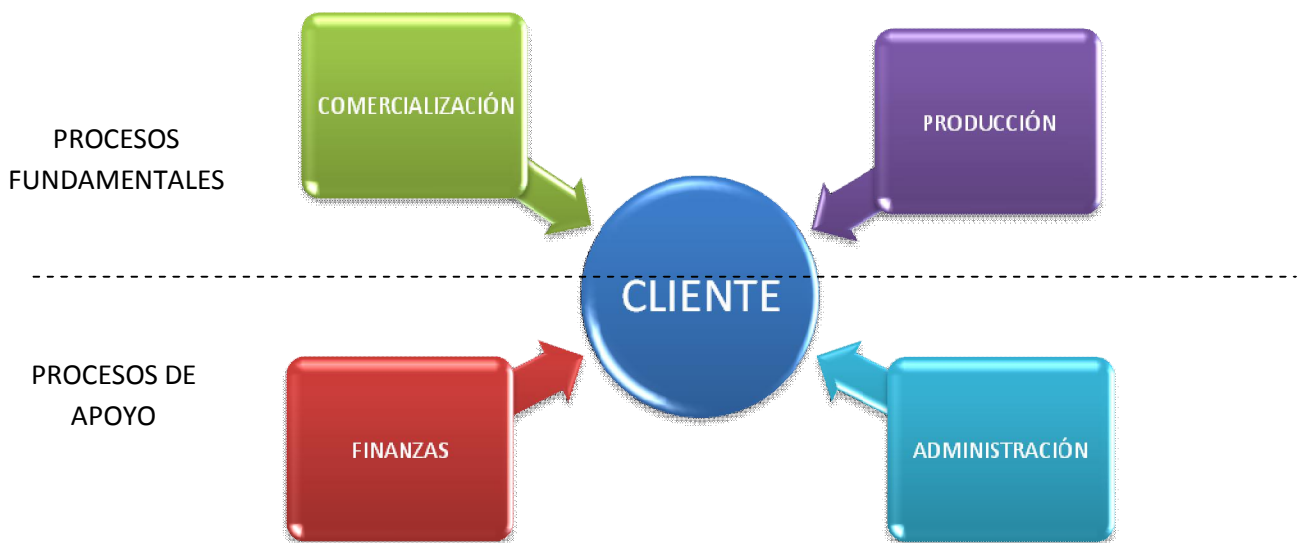 COMERCIALIZACIÓN
PRODUCCIÓN
PROCESOS
FUNDAMENTALES
CLIENTE
PROCESOS DE
APOYO
FINANZAS
ADMINISTRACIÓN